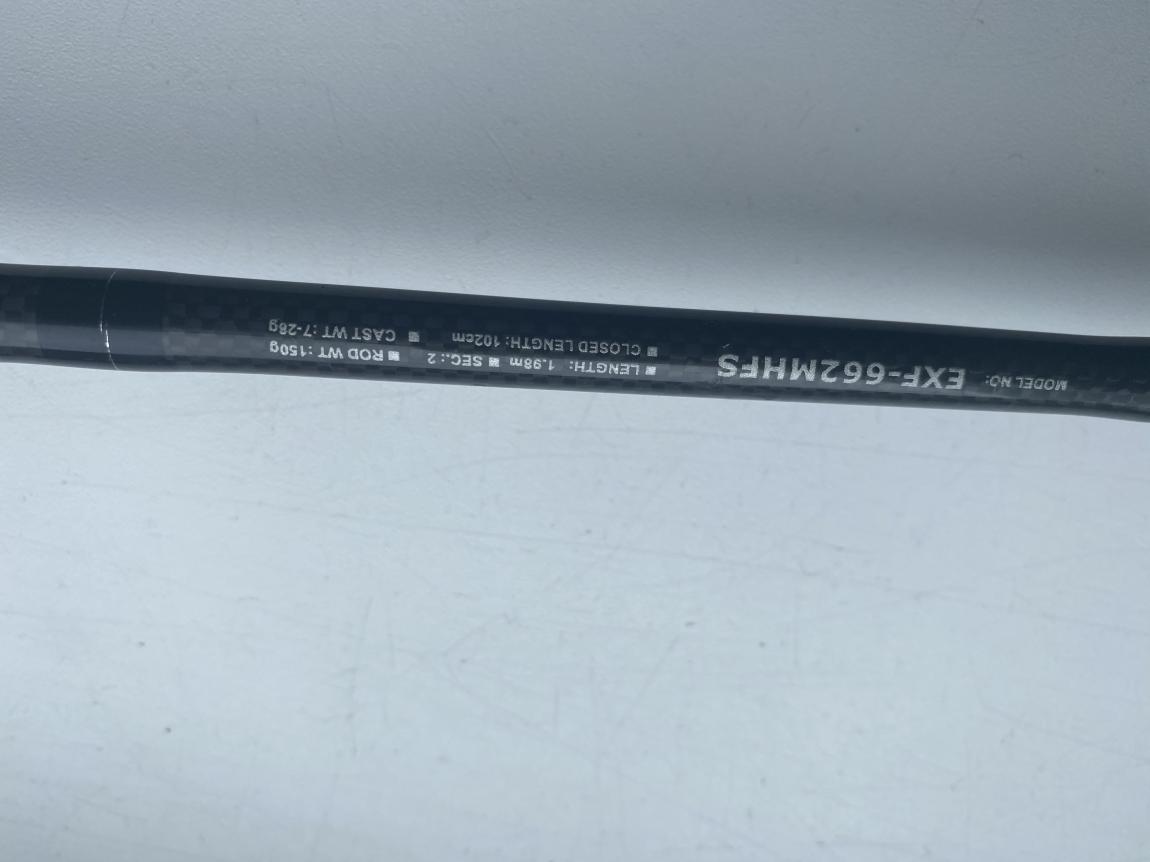 MODEL NO: EXF-662MHFS
LENGTH: 1.98m SEC.: 2 ROD WT: 150g
CLOSED LENGTH: 102cm CAST WT: 7-28g